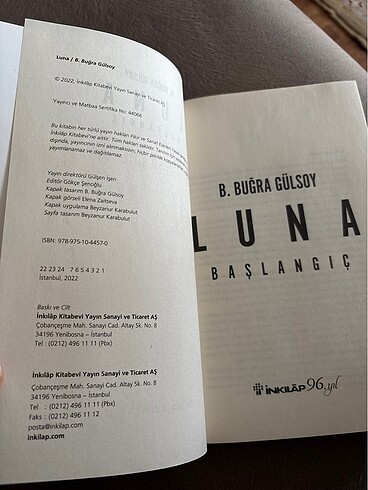 Luna / B. Buğra Gülsoy
© 2022, İnkılâp Kitabevi Yayın Sanayi ve Ticaret AŞ
Yayıncı ve Matbaa Sertifika No: 44066
Bu kitabın her türlü yayın hakları Fikir ve Sanat Eserleri
İnkılâp Kitabevi'ne aittir. Tüm hakları saklıdır. Tanıtım için
dışında, yayıncının izni alınmaksızın, hiçbir şekilde
yayımlanamaz ve dağıtılamaz.
Yayın direktörü Gülşen İşeri
Editör Gökçe Şenoğlu
Kapak tasarım B. Buğra Gülsoy
Kapak görseli Elena Zaitseva
Kapak uygulama Beyzanur Karabulut
Sayfa tasarım Beyzanur Karabulut
ISBN: 978-975-10-4457-0
22 23 24 7 6 5 4 3 2 1
İstanbul, 2022
Baskı ve Cilt
İnkılâp Kitabevi Yayın Sanayi ve Ticaret AŞ
Çobançeşme Mah. Sanayi Cad. Altay Sk. No. 8
34196 Yenibosna – İstanbul
Tel : (0212) 496 11 11 (Pbx)
İnkılâp Kitabevi Yayın Sanayi ve Ticaret AŞ
Çobançeşme Mah. Sanayi Cad. Altay Sk. No. 8
34196 Yenibosna – İstanbul
Tel : (0212) 496 11 11 (Pbx)
Faks : (0212) 496 11 12
posta@inkilap.com
inkilap.com
B. BUĞRA GÜLSOY
LUNA
BAŞLANGIÇ
İNKILÂP 96.yıl